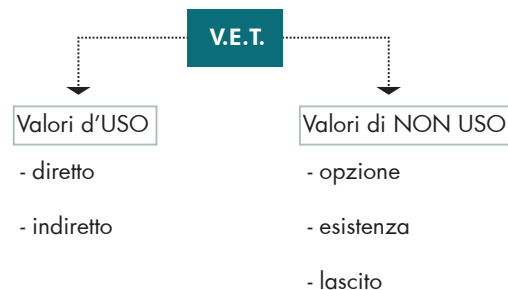 V.E.T.
Valori d'USO
- diretto
- indiretto
Valori di NON USO
- opzione
- esistenza
- lascito